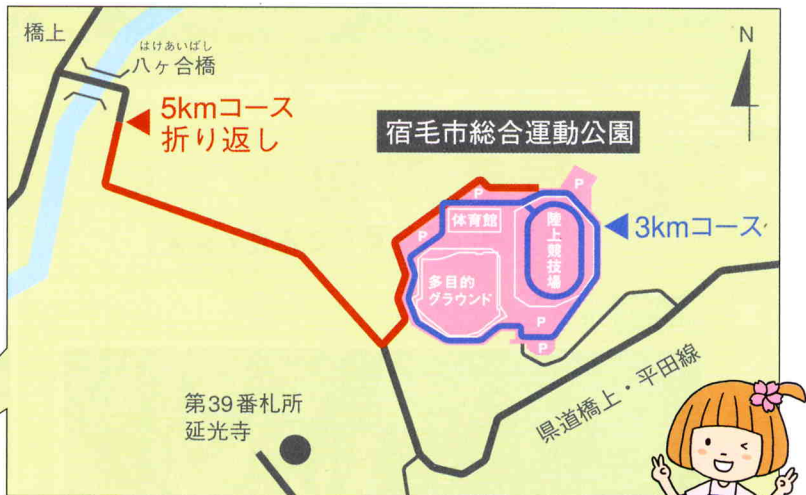 橋上
はけあいばし
八ヶ合橋
5kmコース
折り返し
N
宿毛市総合運動公園
P
P
P
体育館
陸上競技場
3kmコース
多目的
グラウンド
P
P
県道橋上・平田線
第39番札所
延光寺